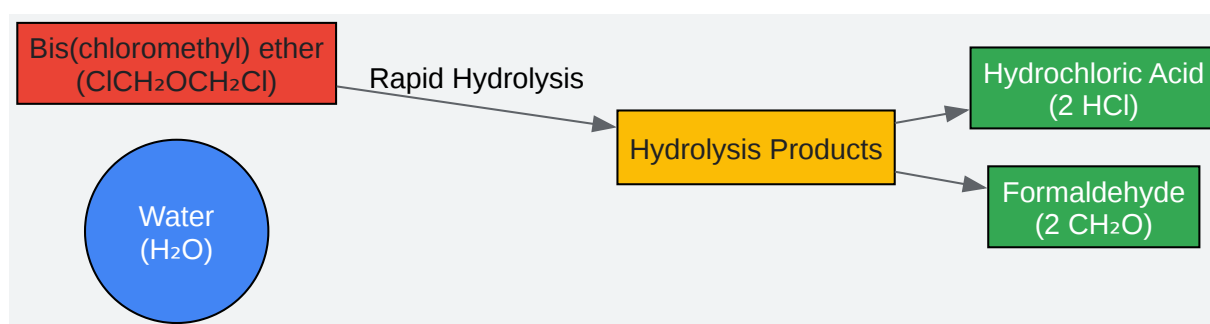 Bis(chloromethyl) ether
(ClCH₂OCH₂Cl)
Rapid Hydrolysis
Hydrolysis Products
Hydrochloric Acid
(2 HCl)
Formaldehyde
(2 CH₂O)
Water
(H₂O)